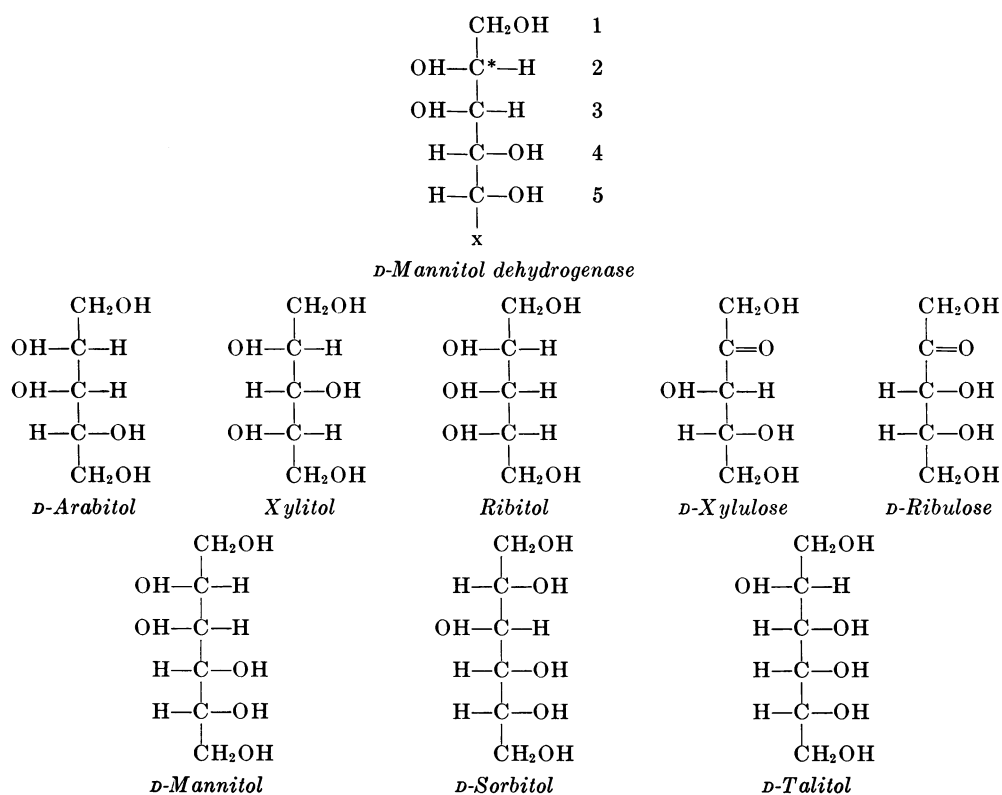 CH₂OH 1
OH—C*—H 2
OH—C—H 3
H—C—OH 4
H—C—OH 5
x
D-Mannitol dehydrogenase
CH₂OH CH₂OH CH₂OH CH₂OH CH₂OH
OH—C—H OH—C—H OH—C—H C=O C=O
OH—C—H H—C—OH OH—C—H OH—C—H H—C—OH
H—C—OH OH—C—H OH—C—H H—C—OH H—C—OH
CH₂OH CH₂OH CH₂OH CH₂OH CH₂OH
D-Arabitol Xylitol Ribitol D-Xylulose D-Ribulose
CH₂OH CH₂OH CH₂OH
OH—C—H H—C—OH OH—C—H
OH—C—H OH—C—H H—C—OH
H—C—OH H—C—OH H—C—OH
H—C—OH H—C—OH H—C—OH
CH₂OH CH₂OH CH₂OH
D-Mannitol D-Sorbitol D-Talitol